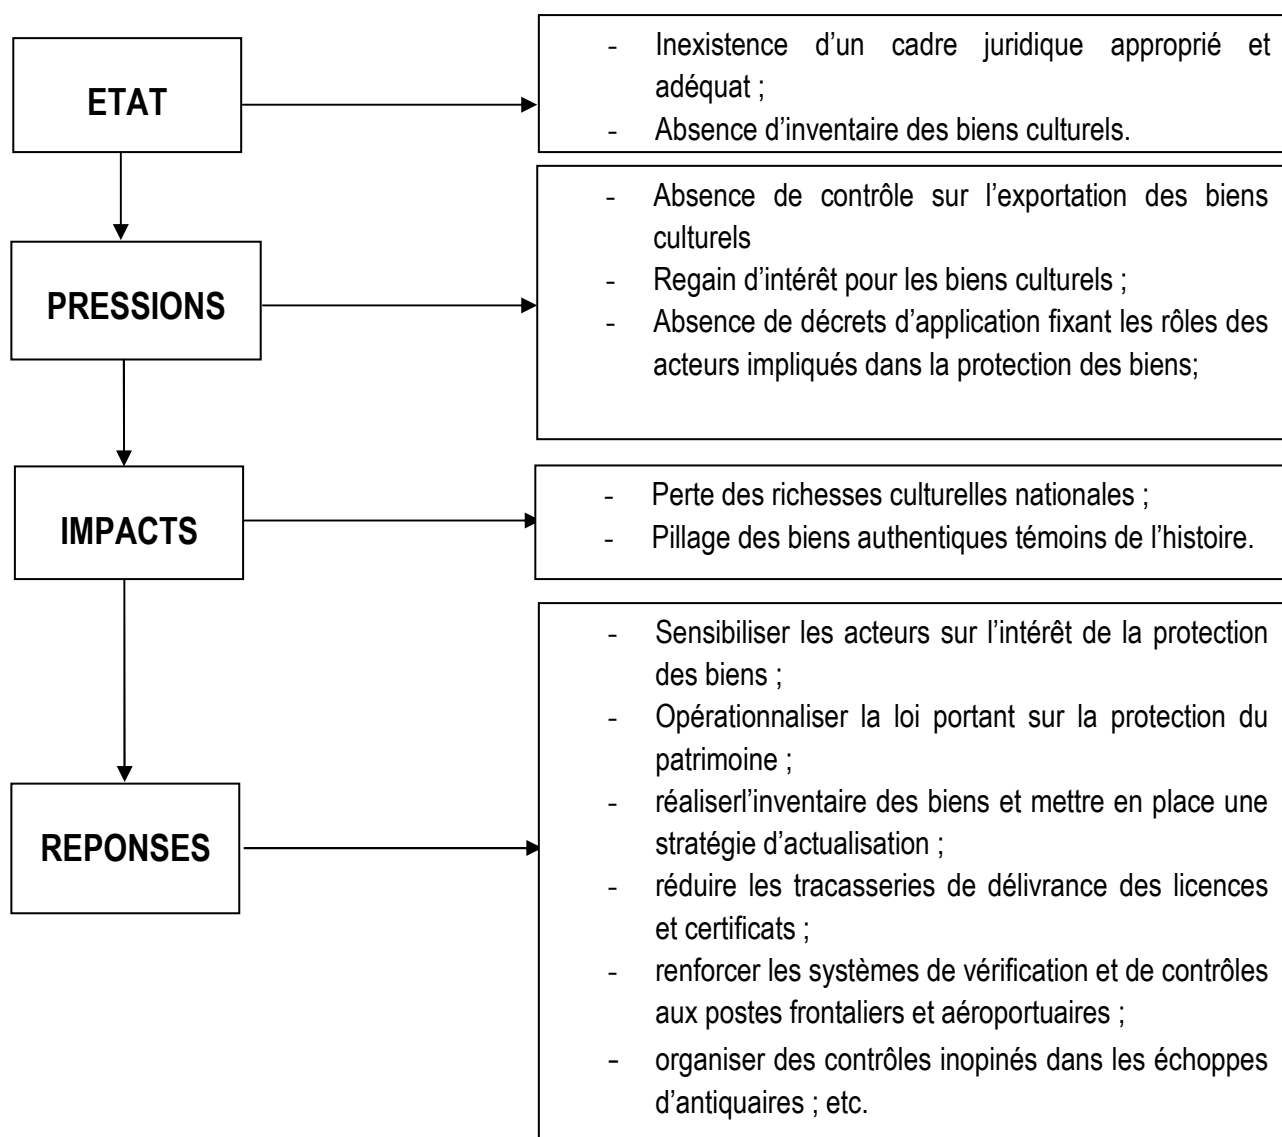 ETAT
- Inexistence d’un cadre juridique approprié et
adéquat ;
- Absence d’inventaire des biens culturels.
PRESSIONS
- Absence de contrôle sur l’exportation des biens
culturels
- Regain d’intérêt pour les biens culturels ;
- Absence de décrets d’application fixant les rôles des
acteurs impliqués dans la protection des biens;
IMPACTS
- Perte des richesses culturelles nationales ;
- Pillage des biens authentiques témoins de l’histoire.
REPONSES
- Sensibiliser les acteurs sur l’intérêt de la protection
des biens ;
- Opérationnaliser la loi portant sur la protection du
patrimoine ;
- réaliserl’inventaire des biens et mettre en place une
stratégie d’actualisation ;
- réduire les tracasseries de délivrance des licences
et certificats ;
- renforcer les systèmes de vérification et de contrôles
aux postes frontaliers et aéroportuaires ;
- organiser des contrôles inopinés dans les échoppes
d’antiquaires ; etc.